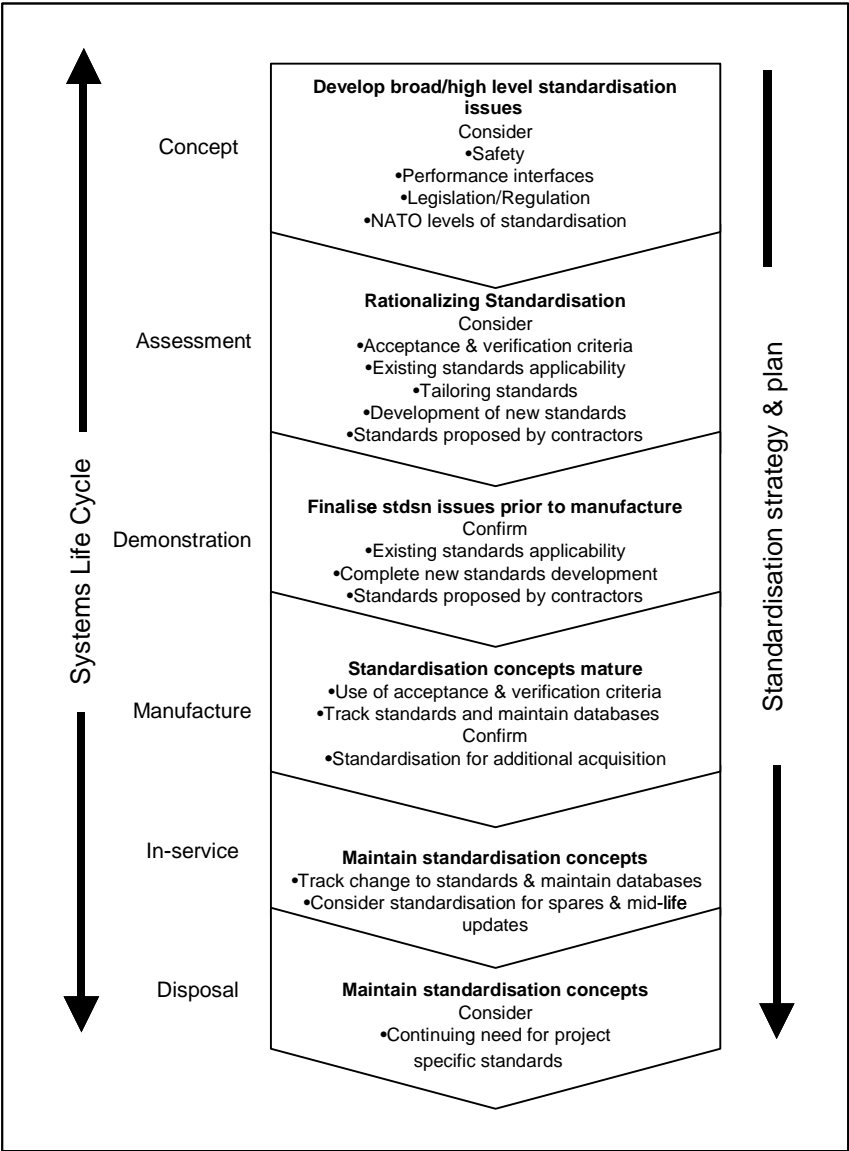 Develop broad/high level standardisation
issues
Consider
•Safety
•Performance interfaces
•Legislation/Regulation
•NATO levels of standardisation
Concept
Rationalizing Standardisation
Consider
•Acceptance & verification criteria
•Existing standards applicability
•Tailoring standards
•Development of new standards
•Standards proposed by contractors
Assessment
Finalise stdsn issues prior to manufacture
Confirm
•Existing standards applicability
•Complete new standards development
•Standards proposed by contractors
Demonstration
Standardisation concepts mature
•Use of acceptance & verification criteria
•Track standards and maintain databases
Confirm
•Standardisation for additional acquisition
Manufacture
Maintain standardisation concepts
•Track change to standards & maintain databases
•Consider standardisation for spares & mid-life
updates
In-service
Maintain standardisation concepts
Consider
•Continuing need for project
specific standards
Disposal
Systems Life Cycle
Standardisation strategy & plan